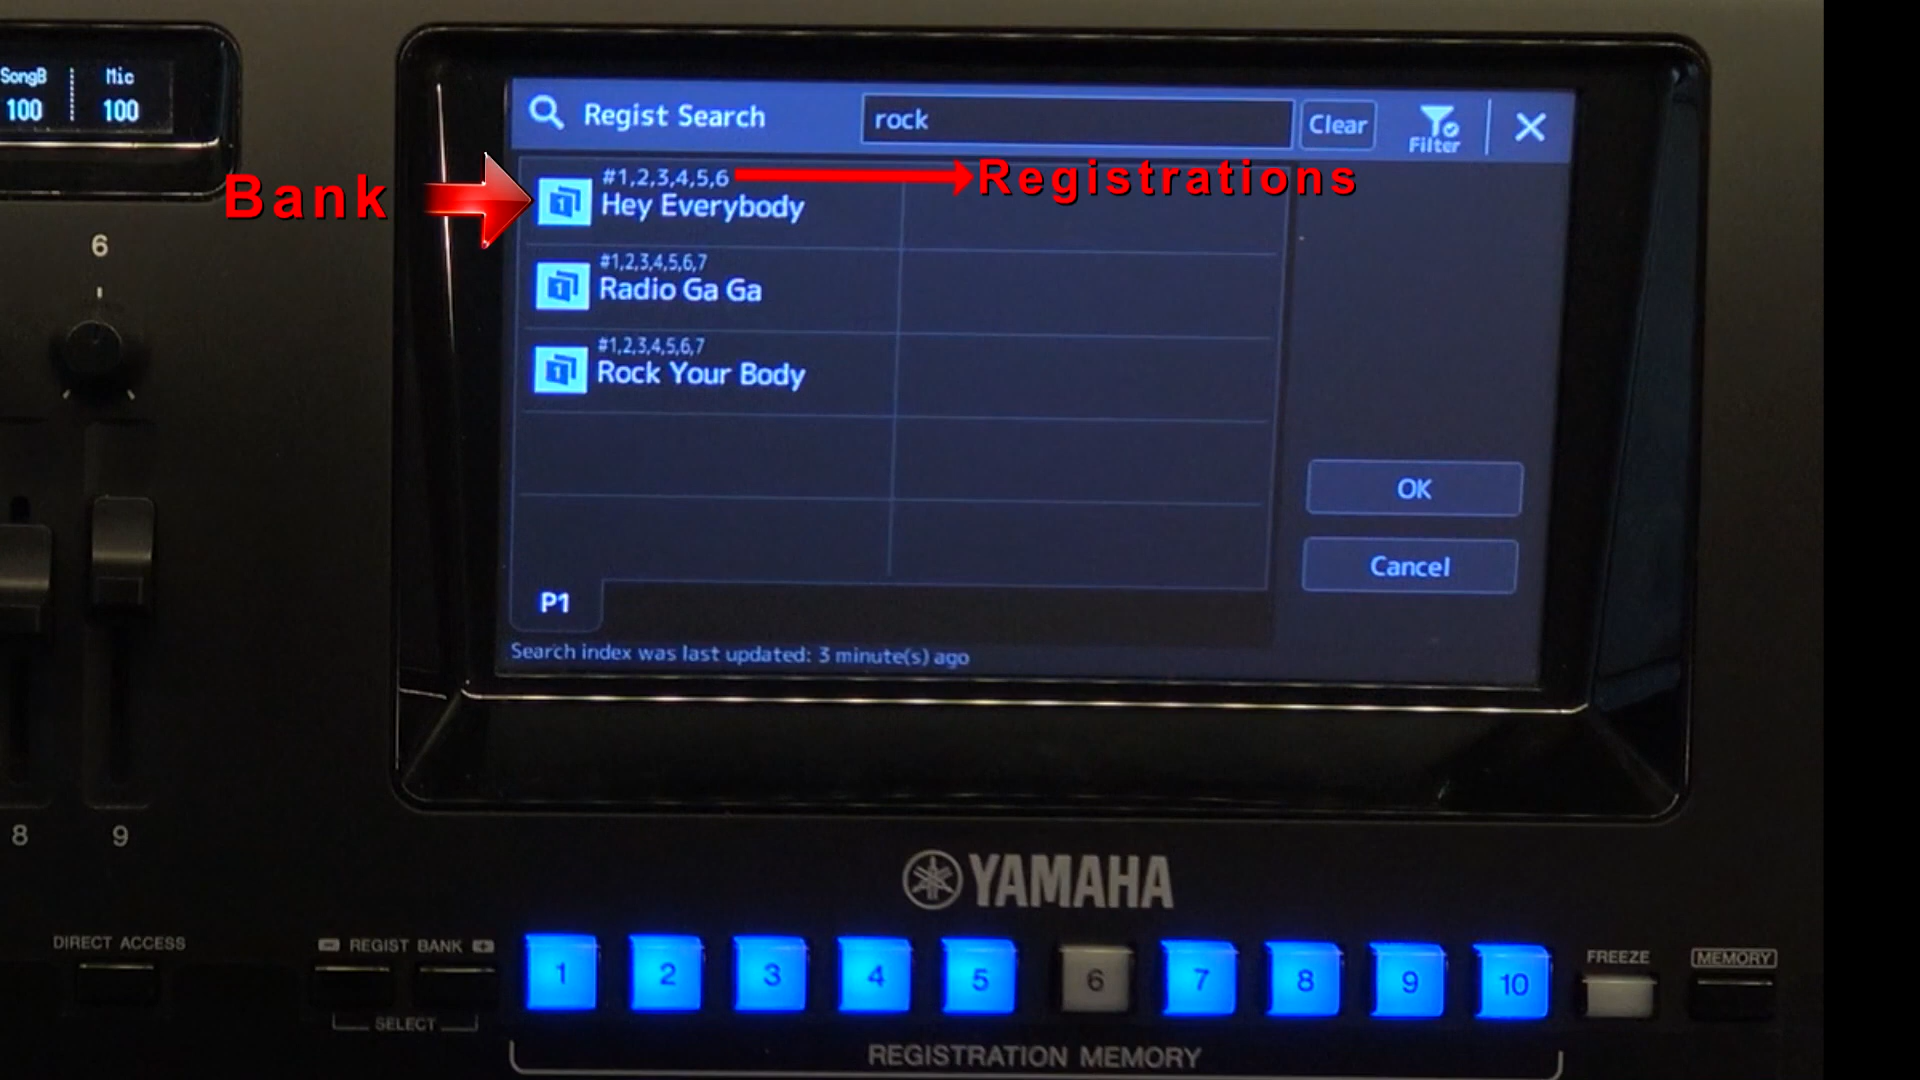 SongB Mic
100 100
Regist Search rock Clear Filter
Bank
#1,2,3,4,5,6 Registrations
1 Hey Everybody
#1,2,3,4,5,6,7
1 Radio Ga Ga
#1,2,3,4,5,6,7
1 Rock Your Body
6
OK
Cancel
P1
Search index was last updated: 3 minute(s) ago
8 9
YAMAHA
DIRECT ACCESS - REGIST BANK + FREEZE MEMORY
1 2 3 4 5 6 7 8 9 10
SELECT
REGISTRATION MEMORY